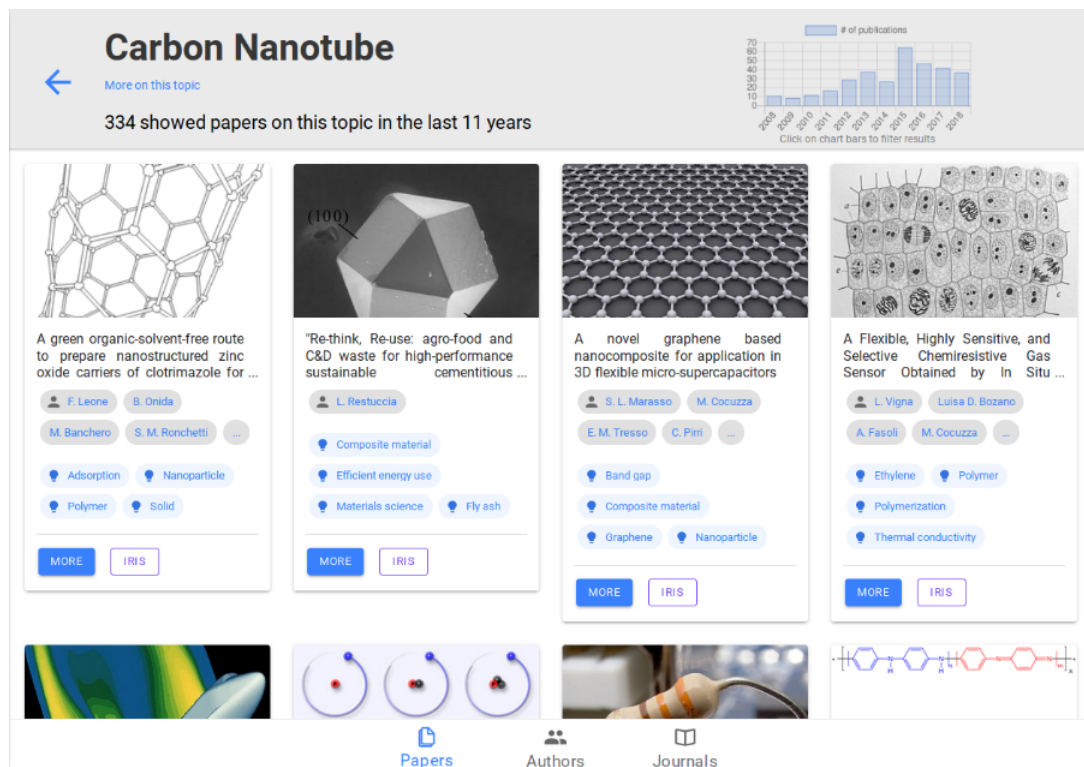 Carbon Nanotube
More on this topic
334 showed papers on this topic in the last 11 years
# of publications
70
60
50
40
30
20
10
0
2008
2009
2010
2011
2012
2013
2014
2015
2016
2017
2018
Click on chart bars to filter results
(100)
A green organic-solvent-free route
to prepare nanostructured zinc
oxide carriers of clotrimazole for ...
F. Leone
B. Onida
M. Banchero
S. M. Ronchetti
...
Adsorption
Nanoparticle
Polymer
Solid
MORE
IRIS
"Re-think, Re-use: agro-food and
C&D waste for high-performance
sustainable cementitious ...
L. Restuccia
Composite material
Efficient energy use
Materials science
Fly ash
MORE
IRIS
A novel graphene based
nanocomposite for application in
3D flexible micro-supercapacitors
S. L. Marasso
M. Cocuzza
E. M. Tresso
C. Pirri
...
Band gap
Composite material
Graphene
Nanoparticle
MORE
IRIS
A Flexible, Highly Sensitive, and
Selective Chemiresistive Gas
Sensor Obtained by In Situ ...
L. Vigna
Luisa D. Bozano
A. Fasoli
M. Cocuzza
...
Ethylene
Polymer
Polymerization
Thermal conductivity
MORE
IRIS
Papers
Authors
Journals